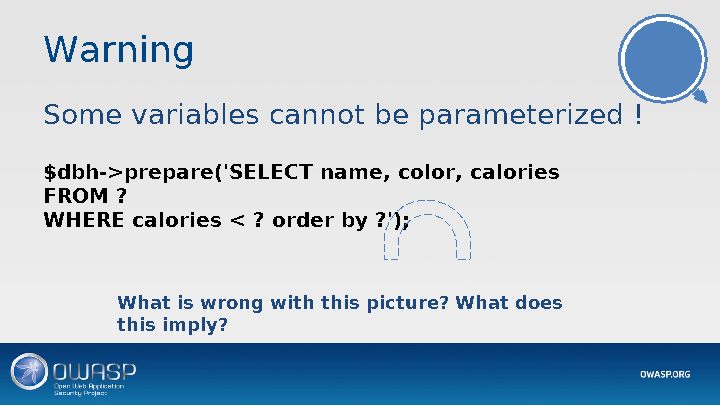 Warning
Some variables cannot be parameterized !
$dbh->prepare('SELECT name, color, calories
FROM ?
WHERE calories < ? order by ?');
What is wrong with this picture? What does
this imply?
OWASP
Open Web Application
Security Project
OWASP.ORG